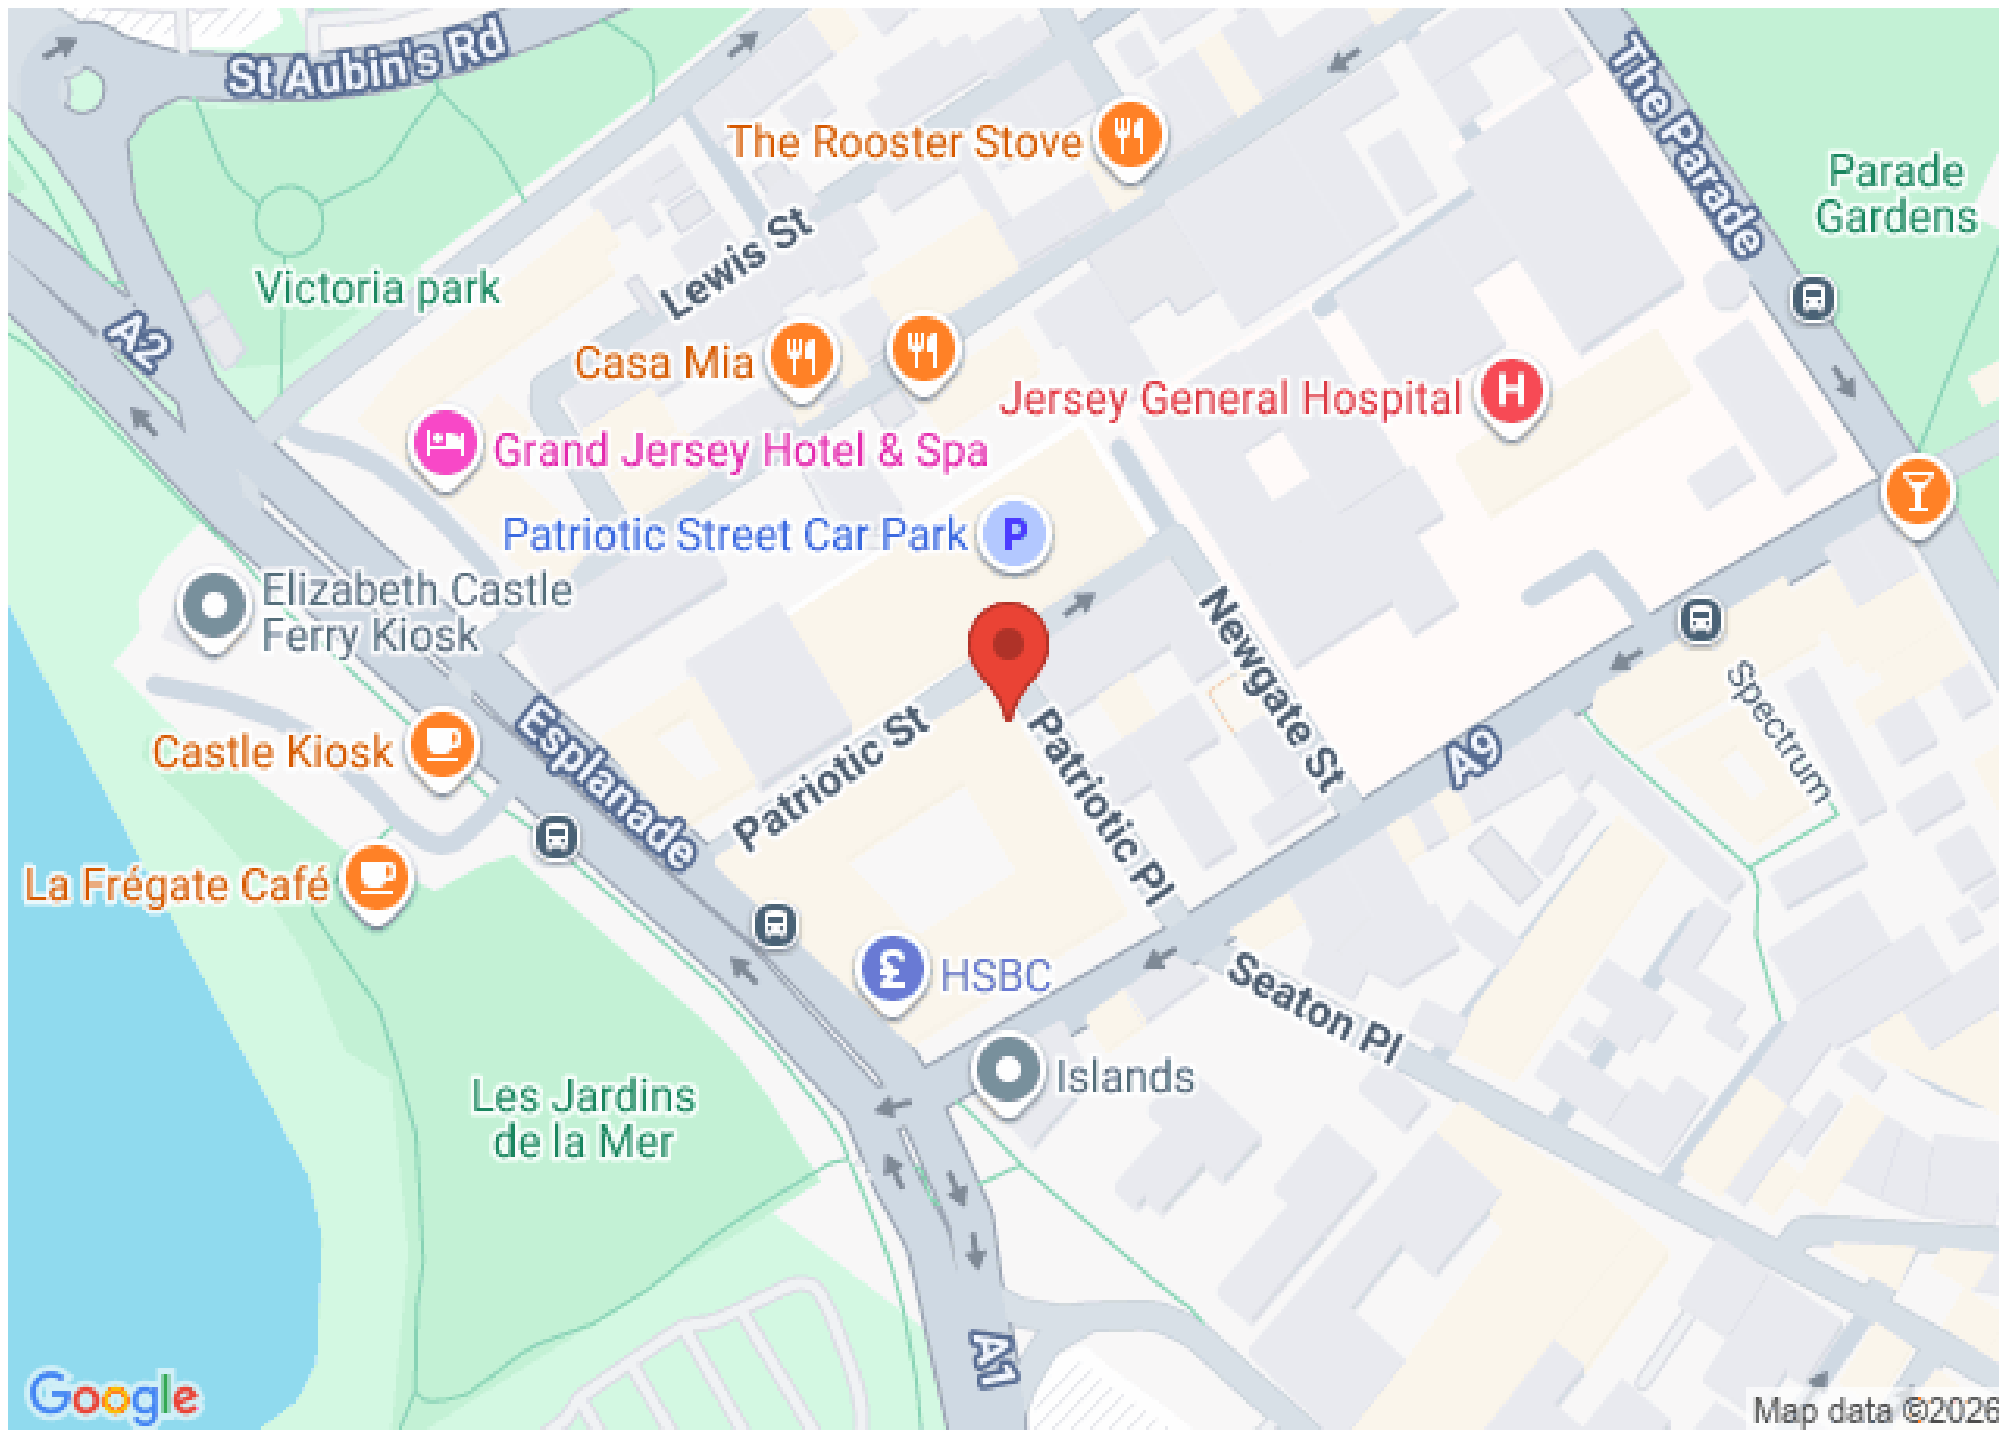 St Aubin's Rd
The Parade
The Rooster Stove
Parade
Gardens
Lewis St
Victoria park
A2
Casa Mia
Jersey General Hospital
H
Grand Jersey Hotel & Spa
Patriotic Street Car Park
P
Elizabeth Castle
Ferry Kiosk
Newgate St
Spectrum
Castle Kiosk
Esplanade
Patriotic St
Patriotic Pl
A9
La Frégate Café
£
HSBC
Seaton Pl
Islands
Les Jardins
de la Mer
A1
Google
Map data ©2026